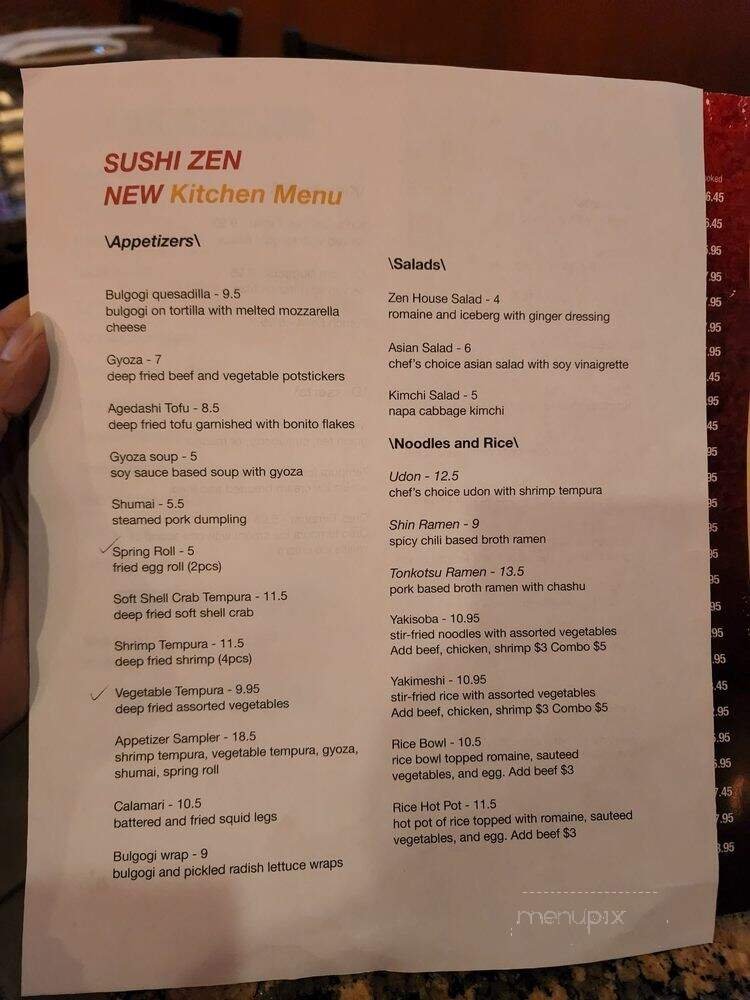 SUSHI ZEN
NEW Kitchen Menu
\Appetizers\
Bulgogi quesadilla - 9.5
bulgogi on tortilla with melted mozzarella
cheese
Gyoza - 7
deep fried beef and vegetable potstickers
Agedashi Tofu - 8.5
deep fried tofu garnished with bonito flakes
Gyoza soup - 5
soy sauce based soup with gyoza
Shumai - 5.5
steamed pork dumpling
Spring Roll - 5
fried egg roll (2pcs)
Soft Shell Crab Tempura - 11.5
deep fried soft shell crab
Shrimp Tempura - 11.5
deep fried shrimp (4pcs)
Vegetable Tempura - 9.95
deep fried assorted vegetables
Appetizer Sampler - 18.5
shrimp tempura, vegetable tempura, gyoza,
shumai, spring roll
Calamari - 10.5
battered and fried squid legs
Bulgogi wrap - 9
bulgogi and pickled radish lettuce wraps
\Salads\
Zen House Salad - 4
romaine and iceberg with ginger dressing
Asian Salad - 6
chef's choice asian salad with soy vinaigrette
Kimchi Salad - 5
napa cabbage kimchi
\Noodles and Rice\
Udon - 12.5
chef's choice udon with shrimp tempura
Shin Ramen - 9
spicy chili based broth ramen
Tonkotsu Ramen - 13.5
pork based broth ramen with chashu
Yakisoba - 10.95
stir-fried noodles with assorted vegetables
Add beef, chicken, shrimp $3 Combo $5
Yakimeshi - 10.95
stir-fried rice with assorted vegetables
Add beef, chicken, shrimp $3 Combo $5
Rice Bowl - 10.5
rice bowl topped romaine, sauteed
vegetables, and egg. Add beef $3
Rice Hot Pot - 11.5
hot pot of rice topped with romaine, sauteed
vegetables, and egg. Add beef $3
menupix